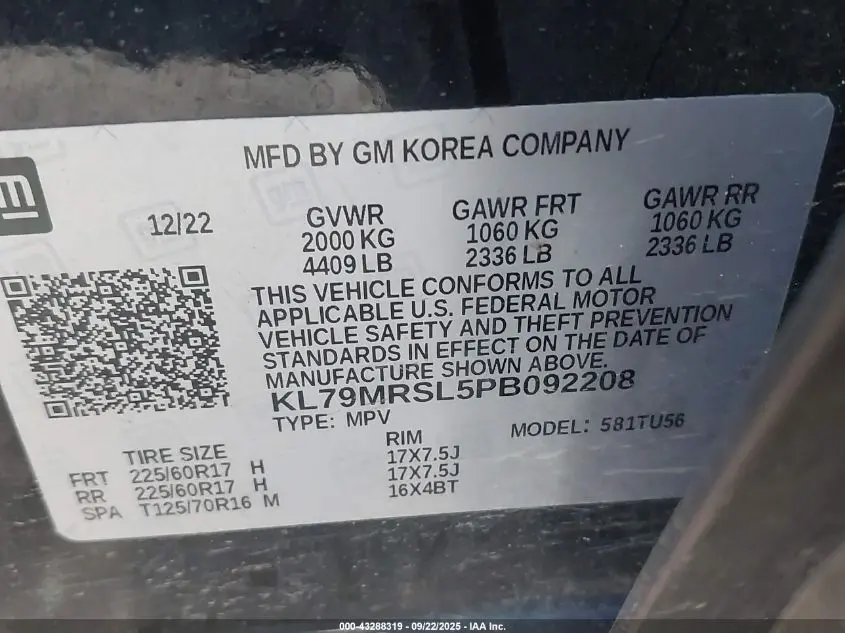 MFD BY GM KOREA COMPANY
gm
12/22
GVWR
2000 KG
4409 LB
GAWR FRT
1060 KG
2336 LB
GAWR RR
1060 KG
2336 LB
THIS VEHICLE CONFORMS TO ALL
APPLICABLE U.S. FEDERAL MOTOR
VEHICLE SAFETY AND THEFT PREVENTION
STANDARDS IN EFFECT ON THE DATE OF
MANUFACTURE SHOWN ABOVE.
KL79MRSL5PB092208
TYPE: MPV
MODEL: 581TU56
TIRE SIZE RIM
FRT 225/60R17 H 17X7.5J
RR 225/60R17 H 17X7.5J
SPA T125/70R16 M 16X4BT
000-43288319 - 09/22/2025 - IAA Inc.